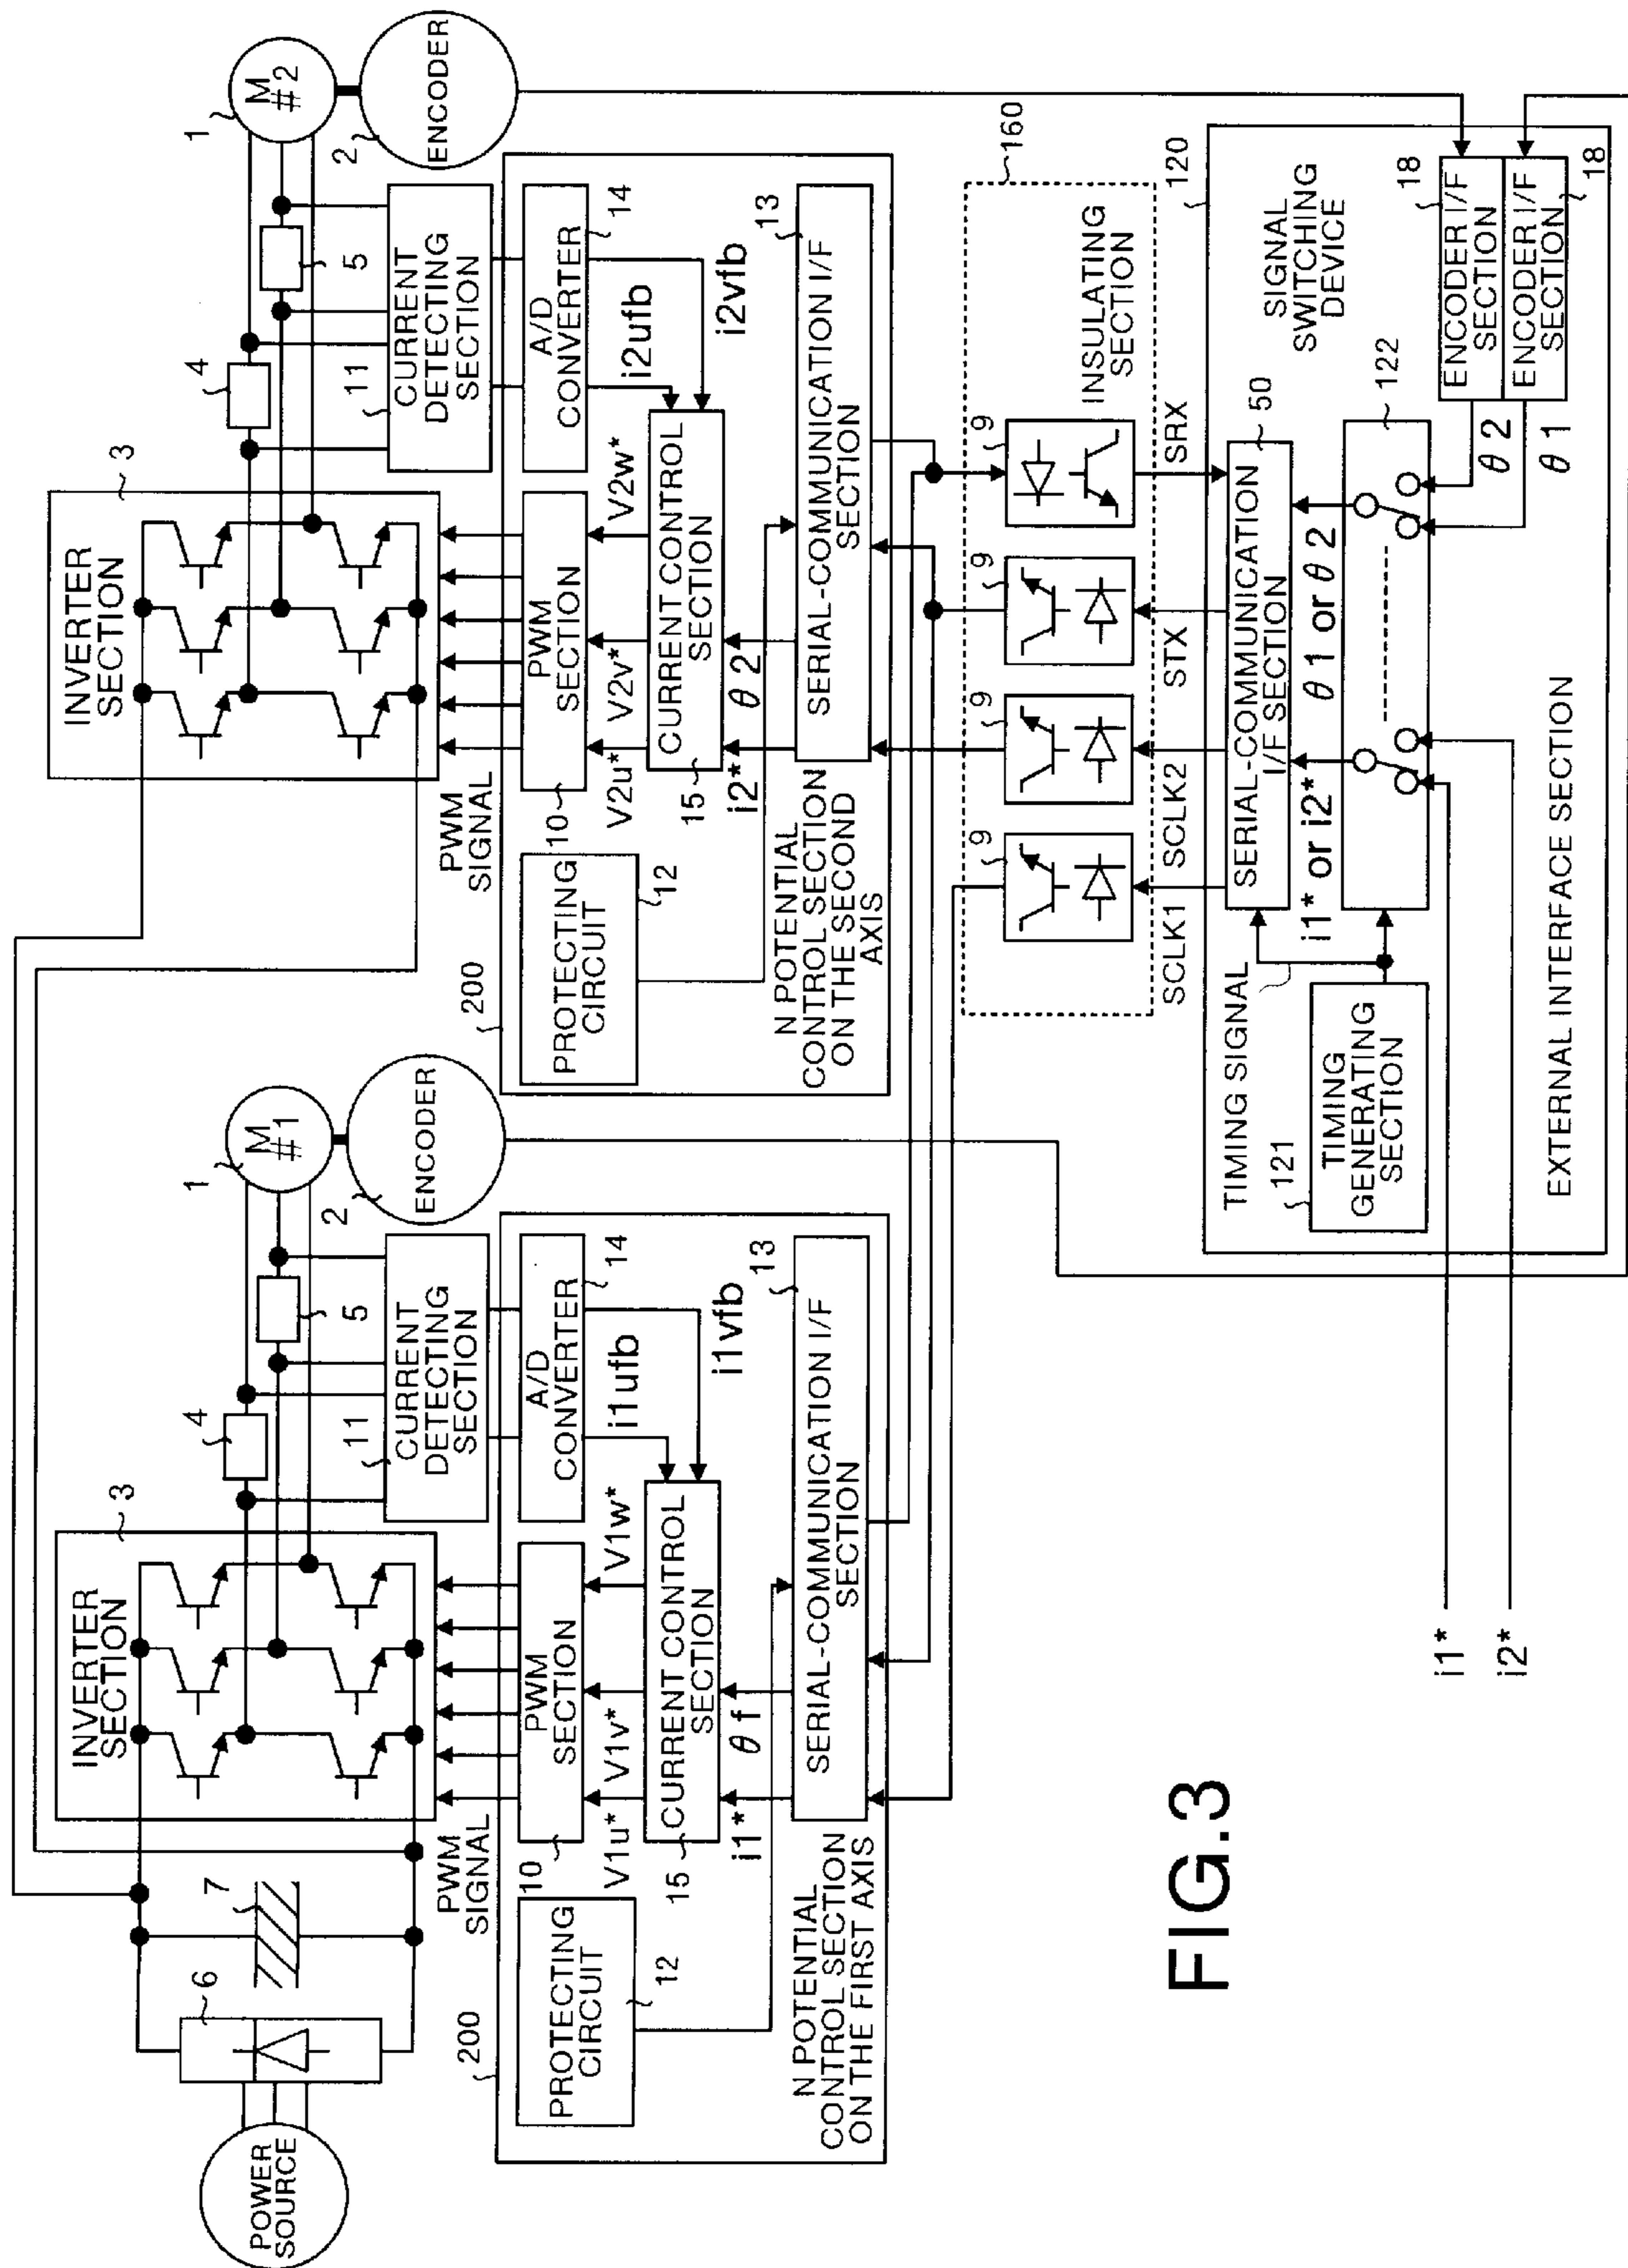 POWER
SOURCE
6
7
INVERTER
SECTION
3
4
5
1
M
#1
2
ENCODER
PWM
SIGNAL
11
CURRENT
DETECTING
SECTION
200
PROTECTING
CIRCUIT
12
10
PWM
SECTION
A/D
CONVERTER
14
V1u*
V1v*
V1w*
i1ufb
i1vfb
15
CURRENT CONTROL
SECTION
i1*
θf
13
SERIAL-COMMUNICATION I/F
SECTION
N POTENTIAL
CONTROL SECTION
ON THE FIRST AXIS
INVERTER
SECTION
3
4
5
1
M
#2
2
ENCODER
PWM
SIGNAL
11
CURRENT
DETECTING
SECTION
200
PROTECTING
CIRCUIT
12
10
PWM
SECTION
A/D
CONVERTER
14
V2u*
V2v*
V2w*
i2ufb
i2vfb
15
CURRENT CONTROL
SECTION
i2*
θ2
13
SERIAL-COMMUNICATION I/F
SECTION
N POTENTIAL
CONTROL SECTION
ON THE SECOND
AXIS
160
9
9
9
9
INSULATING
SECTION
SCLK1
SCLK2
STX
SRX
120
TIMING SIGNAL
SERIAL-COMMUNICATION
I/F SECTION
50
SIGNAL
SWITCHING
DEVICE
i1* or i2*
θ1 or θ2
122
121
TIMING
GENERATING
SECTION
θ2
θ1
18
ENCODER I/F
SECTION
ENCODER I/F
SECTION
18
EXTERNAL INTERFACE SECTION
i1*
i2*
FIG.3